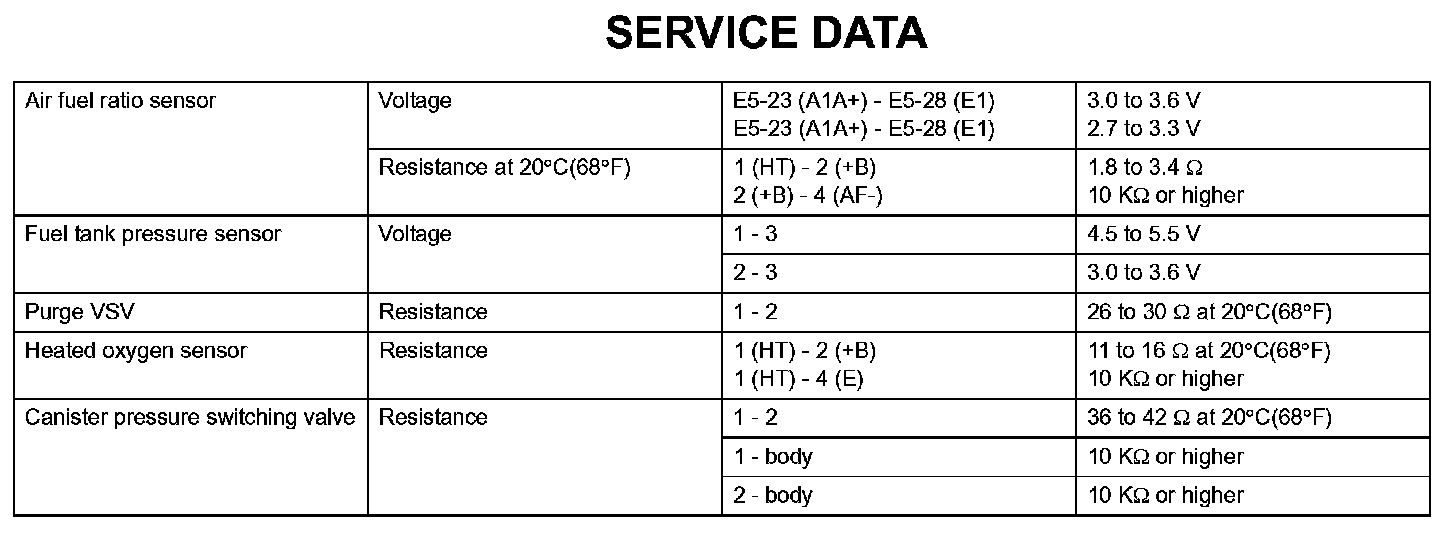 SERVICE DATA
Air fuel ratio sensor Voltage E5-23 (A1A+) - E5-28 (E1) 3.0 to 3.6 V
E5-23 (A1A+) - E5-28 (E1) 2.7 to 3.3 V
Resistance at 20°C(68°F) 1 (HT) - 2 (+B) 1.8 to 3.4 Ω
2 (+B) - 4 (AF-) 10 KΩ or higher
Fuel tank pressure sensor Voltage 1 - 3 4.5 to 5.5 V
2 - 3 3.0 to 3.6 V
Purge VSV Resistance 1 - 2 26 to 30 Ω at 20°C(68°F)
Heated oxygen sensor Resistance 1 (HT) - 2 (+B) 11 to 16 Ω at 20°C(68°F)
1 (HT) - 4 (E) 10 KΩ or higher
Canister pressure switching valve Resistance 1 - 2 36 to 42 Ω at 20°C(68°F)
1 - body 10 KΩ or higher
2 - body 10 KΩ or higher